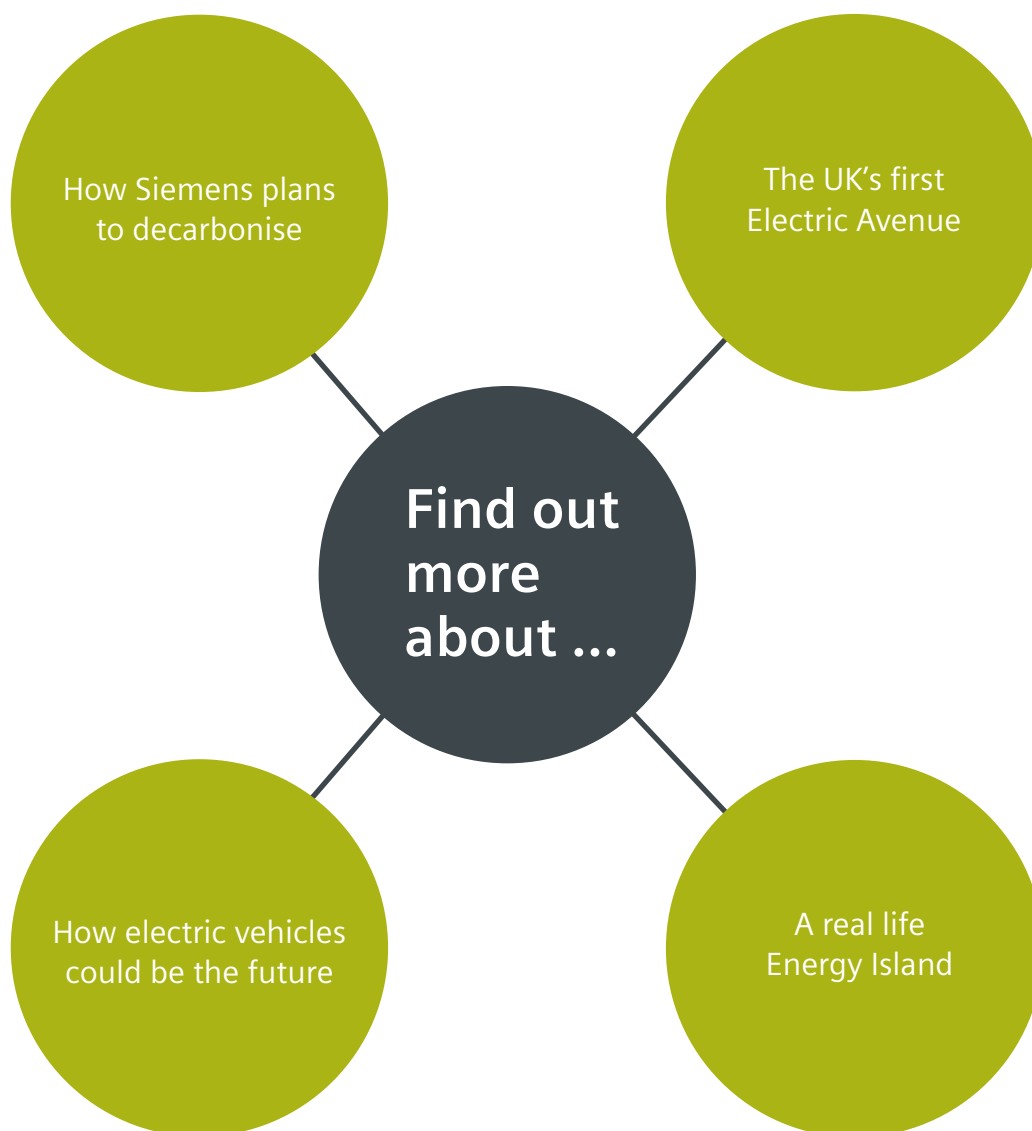 How Siemens plans
to decarbonise
The UK’s first
Electric Avenue
Find out
more
about ...
How electric vehicles
could be the future
A real life
Energy Island